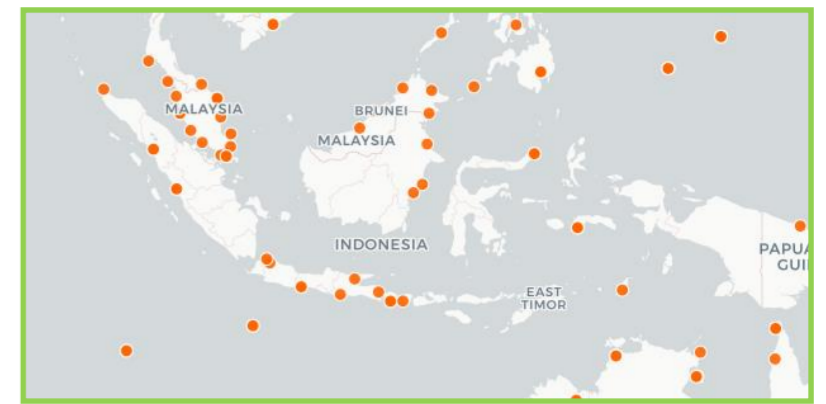 BRUNEI
MALAYSIA
MALAYSIA
INDONESIA
PAPUA
GUI
EAST
TIMOR